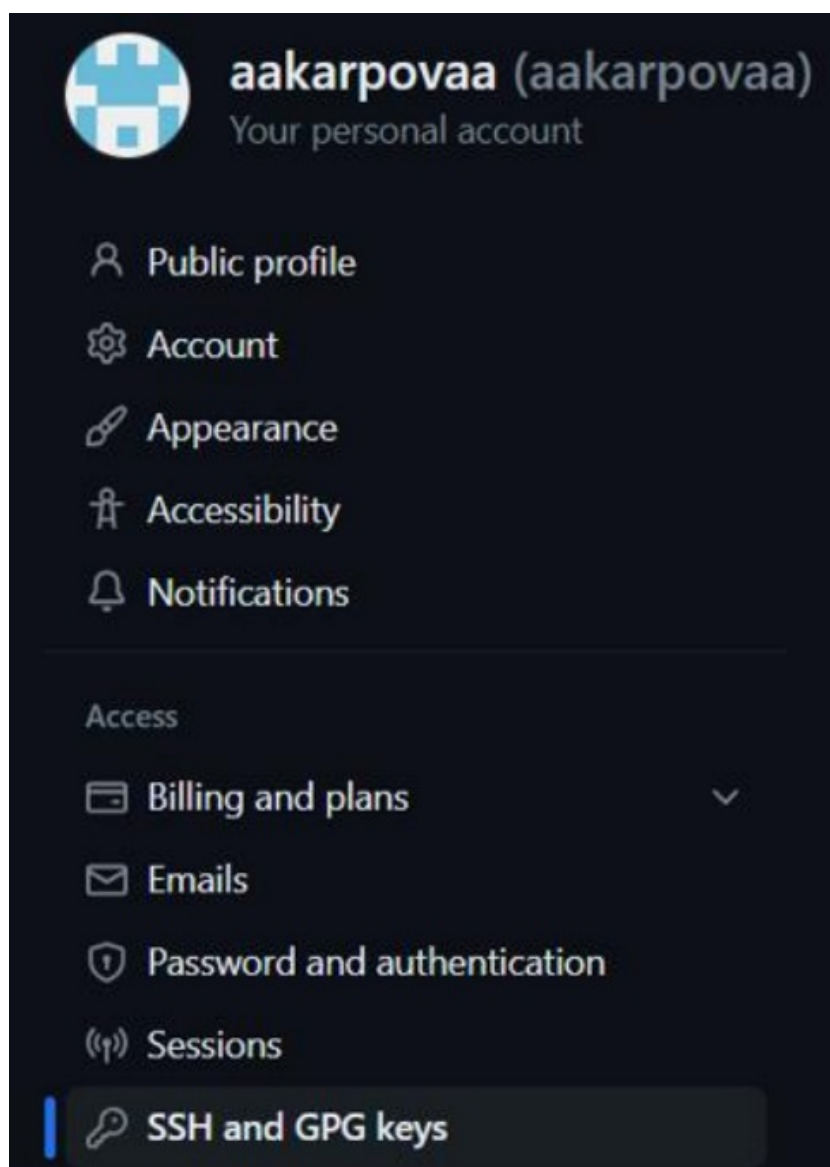 aakarpovaa (aakarpovaa)
Your personal account
Public profile
Account
Appearance
Accessibility
Notifications
Access
Billing and plans
Emails
Password and authentication
Sessions
SSH and GPG keys